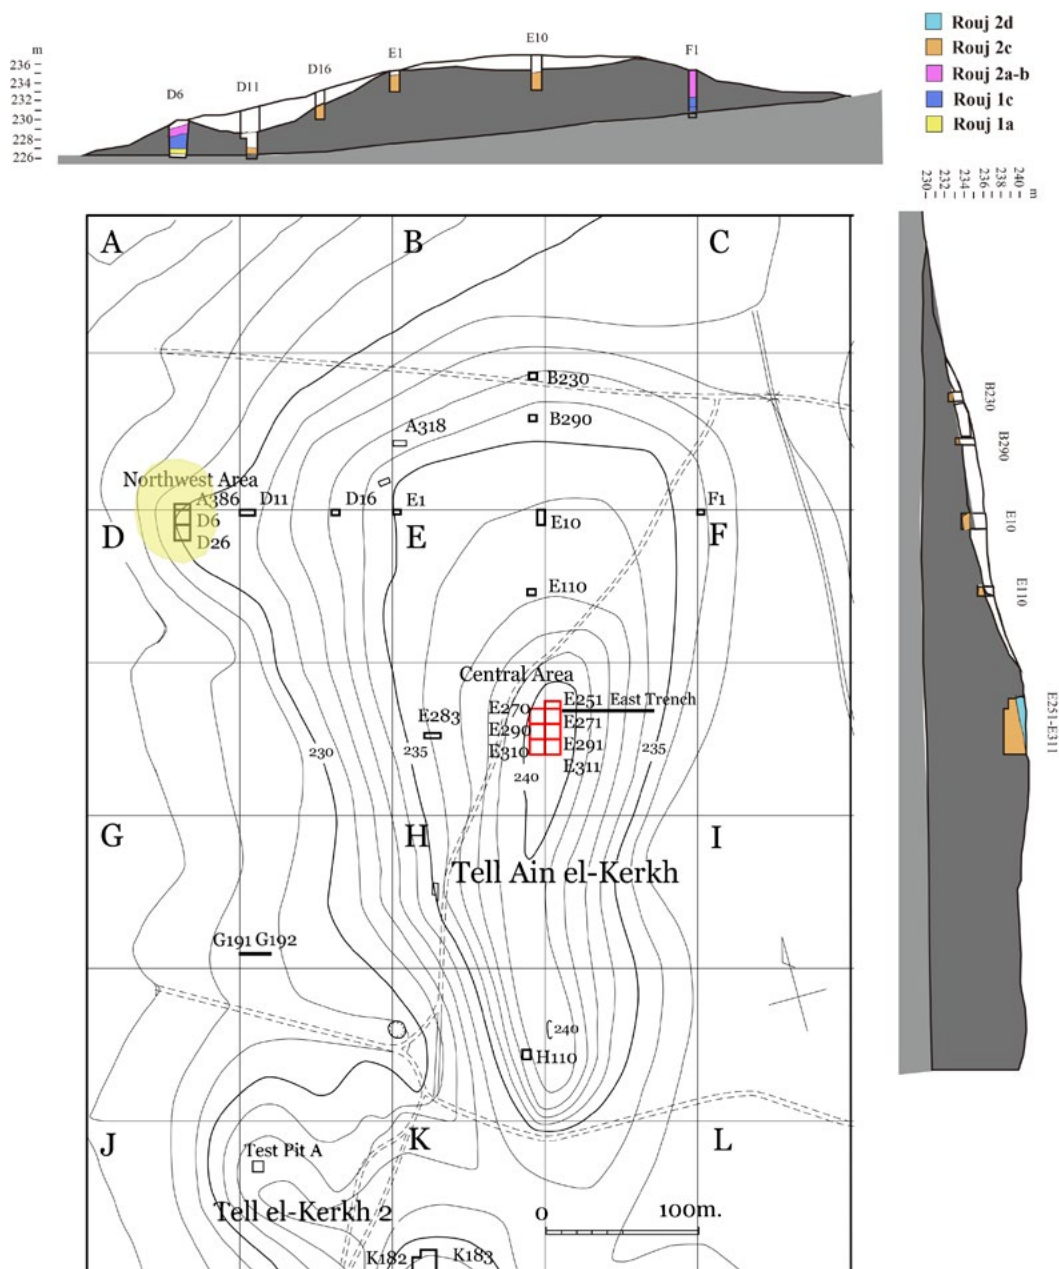 m
236
234
232
230
228
226
D6
D11
D16
E1
E10
F1
Rouj 2d
Rouj 2c
Rouj 2a-b
Rouj 1c
Rouj 1a
230
232
234
236
238
240
m
B230
B290
E10
E110
E251-E311
A
B
C
B230
B290
A318
Northwest Area
A386
D11
D16
E1
F1
D
D6
E
E10
F
D26
E110
Central Area
E251 East Trench
E270
E283
E271
E290
E291
E310
E311
230
235
235
240
G
H
I
Tell Ain el-Kerkh
G191 G192
240
H110
J
K
L
Test Pit A
Tell el-Kerkh 2
0
100m.
K182
K183